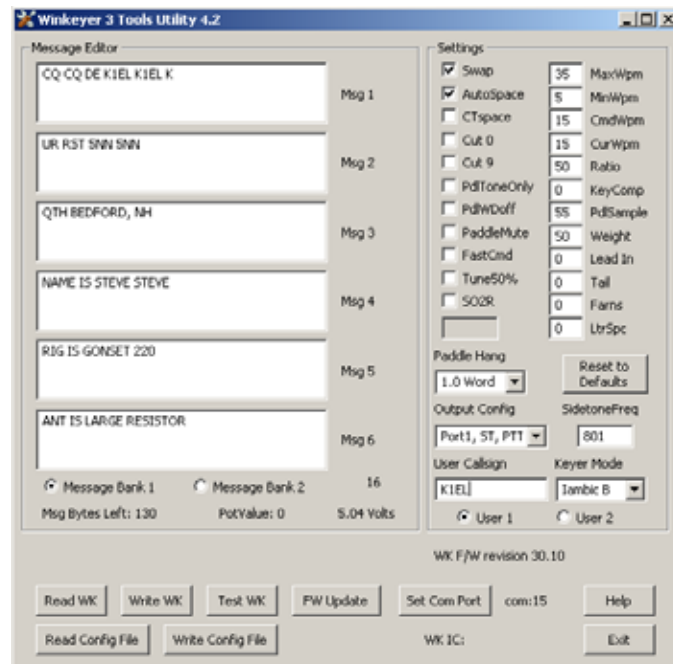 Winkeyer 3 Tools Utility 4.2
Message Editor
CQ CQ DE K1EL K1EL K
Msg 1
UR RST 5NN 5NN
Msg 2
QTH BEDFORD, NH
Msg 3
NAME IS STEVE STEVE
Msg 4
RIG IS GONSET 220
Msg 5
ANT IS LARGE RESISTOR
Msg 6
Message Bank 1 Message Bank 2 16
Msg Bytes Left: 130 PotValue: 0 5.04 Volts
Settings
Swap 35 MaxWpm
AutoSpace 5 MinWpm
CTspace 15 CmdWpm
Cut 0 15 CurWpm
Cut 9 50 Ratio
PdlToneOnly 0 KeyComp
PdlWDoff 55 PdlSample
PaddleMute 50 Weight
FastCmd 0 Lead In
Tune50% 0 Tail
SO2R 0 Farns
0 LtrSpc
Paddle Hang
1.0 Word
Reset to
Defaults
Output Config SidetoneFreq
Port1, ST, PTT 801
User Callsign Keyer Mode
K1EL Iambic B
User 1 User 2
WK F/W revision 30.10
Read WK Write WK Test WK FW Update Set Com Port com:15 Help
Read Config File Write Config File WK IC: Exit